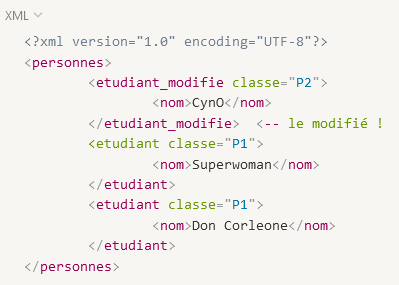 XML
<?xml version="1.0" encoding="UTF-8"?>
<personnes>
<etudiant_modifie classe="P2">
<nom>CynO</nom>
</etudiant_modifie> <-- le modifié !
<etudiant classe="P1">
<nom>Superwoman</nom>
</etudiant>
<etudiant classe="P1">
<nom>Don Corleone</nom>
</etudiant>
</personnes>